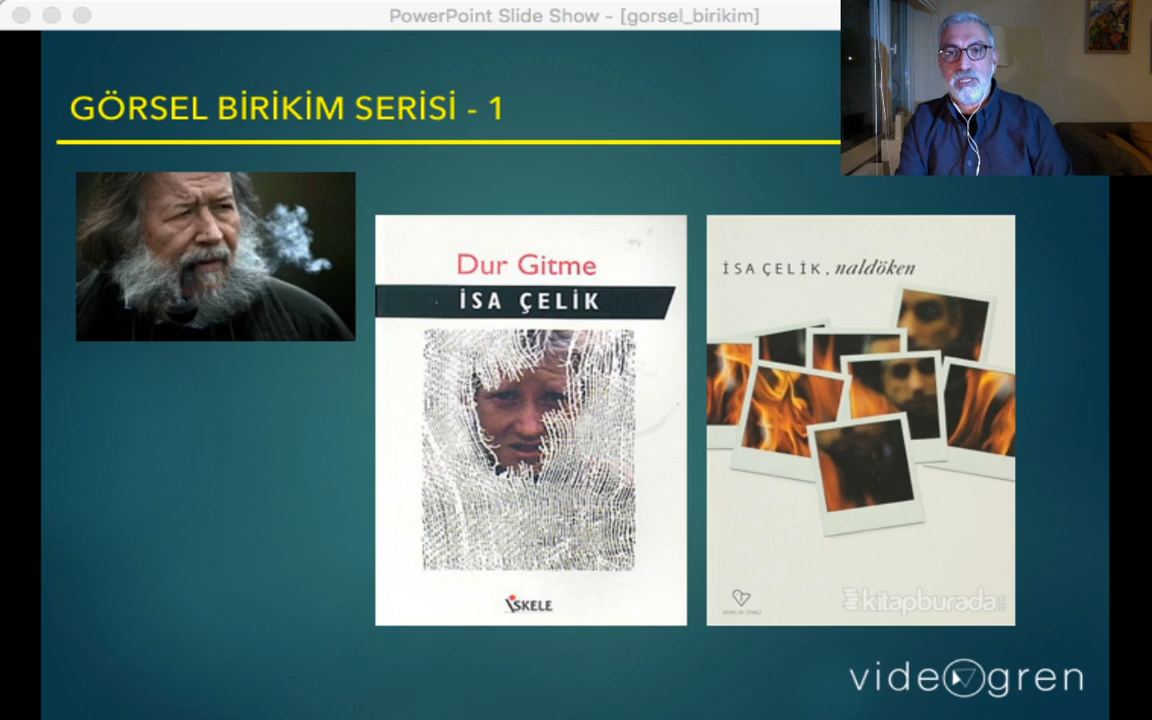 PowerPoint Slide Show - [gorsel_birikim]
GÖRSEL BİRİKİM SERİSİ - 1
Dur Gitme
İSA ÇELİK
İSKELE
İSA ÇELİK, naldöken
kitapburada
videogren